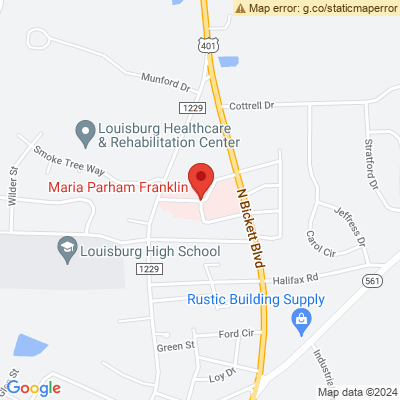 Map error: g.co/staticmaperror
401
Munford Dr
1229
Cottrell Dr
Louisburg Healthcare
& Rehabilitation Center
Smoke Tree Way
Wilder St
Stratford Dr
Maria Parham Franklin
N Bickett Blvd
Jeffress Dr
Carol Cir
Louisburg High School
1229
Halifax Rd
561
Rustic Building Supply
Ford Cir
Green St
Industria
Loy Dr
Google
Map data ©2024